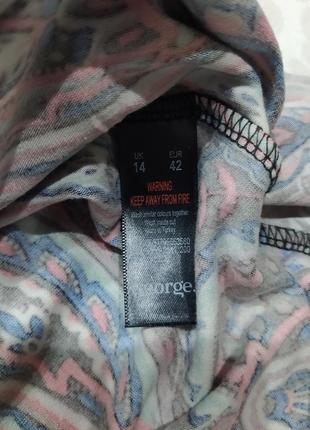 UK EUR
14 42
WARNING
KEEP AWAY FROM FIRE
Wash similar colours together.
Wash inside out
Made in Turkey
george.